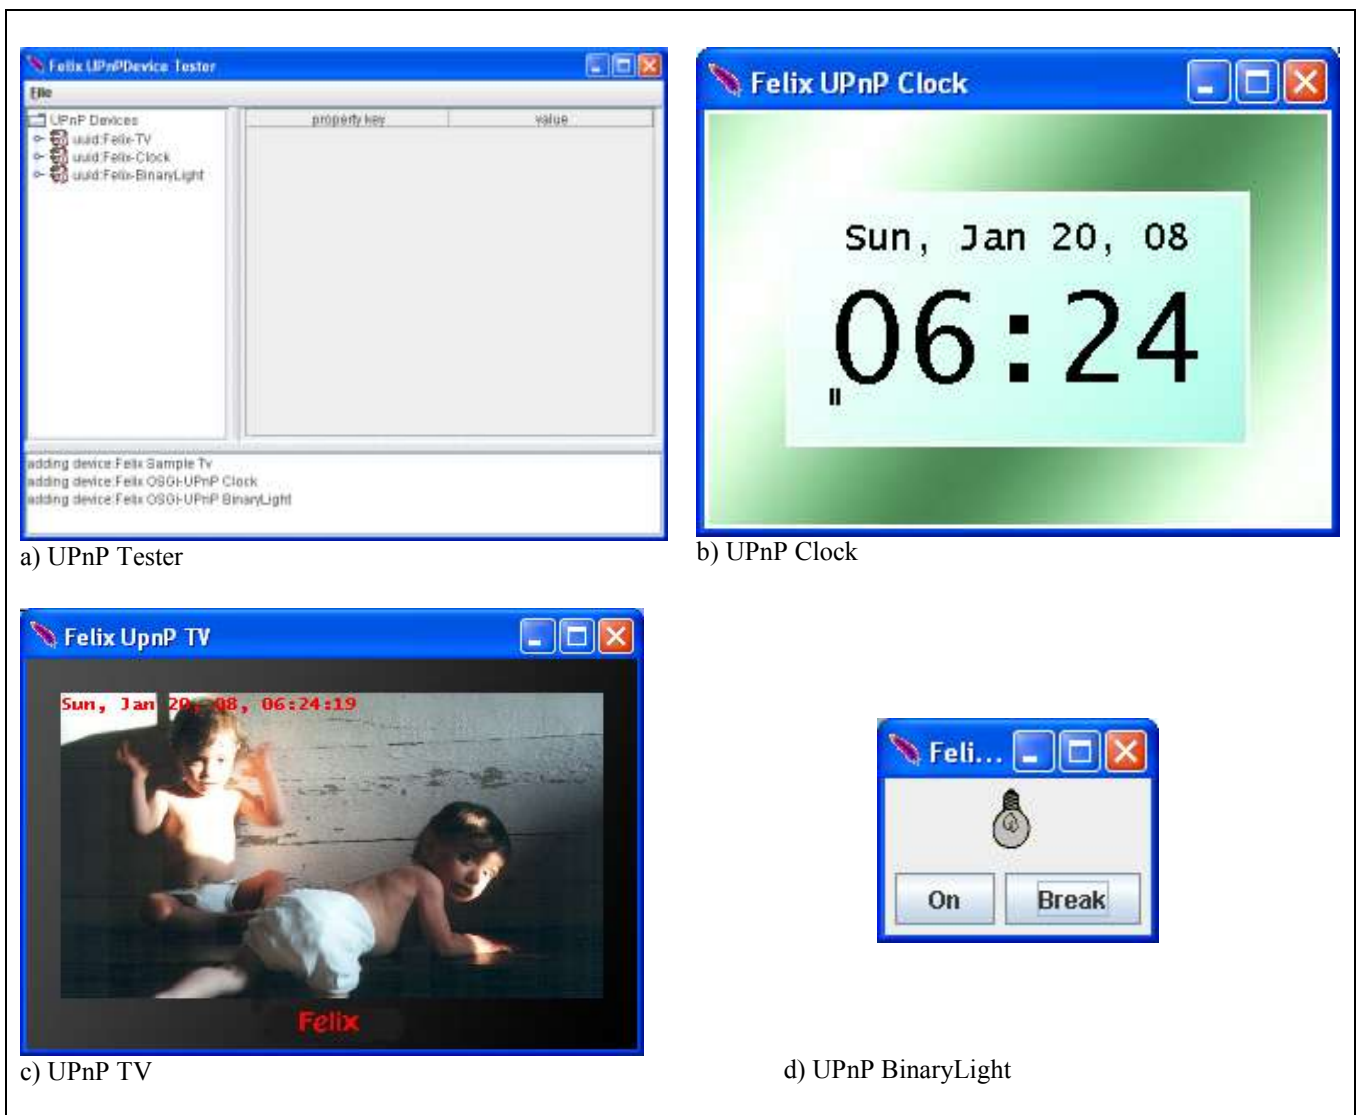 Felix UPnPDevice Tester
File
UPnP Devices
uuid:Felix-TV
uuid:Felix-Clock
uuid:Felix-BinaryLight
property key value
adding device:Felix Sample Tv
adding device:Felix OSGi-UPnP Clock
adding device:Felix OSGi-UPnP BinaryLight
a) UPnP Tester
Felix UPnP Clock
Sun, Jan 20, 08
06:24
b) UPnP Clock
Felix UpnP TV
Sun, Jan 20, 08, 06:24:19
Felix
c) UPnP TV
Feli...
On Break
d) UPnP BinaryLight